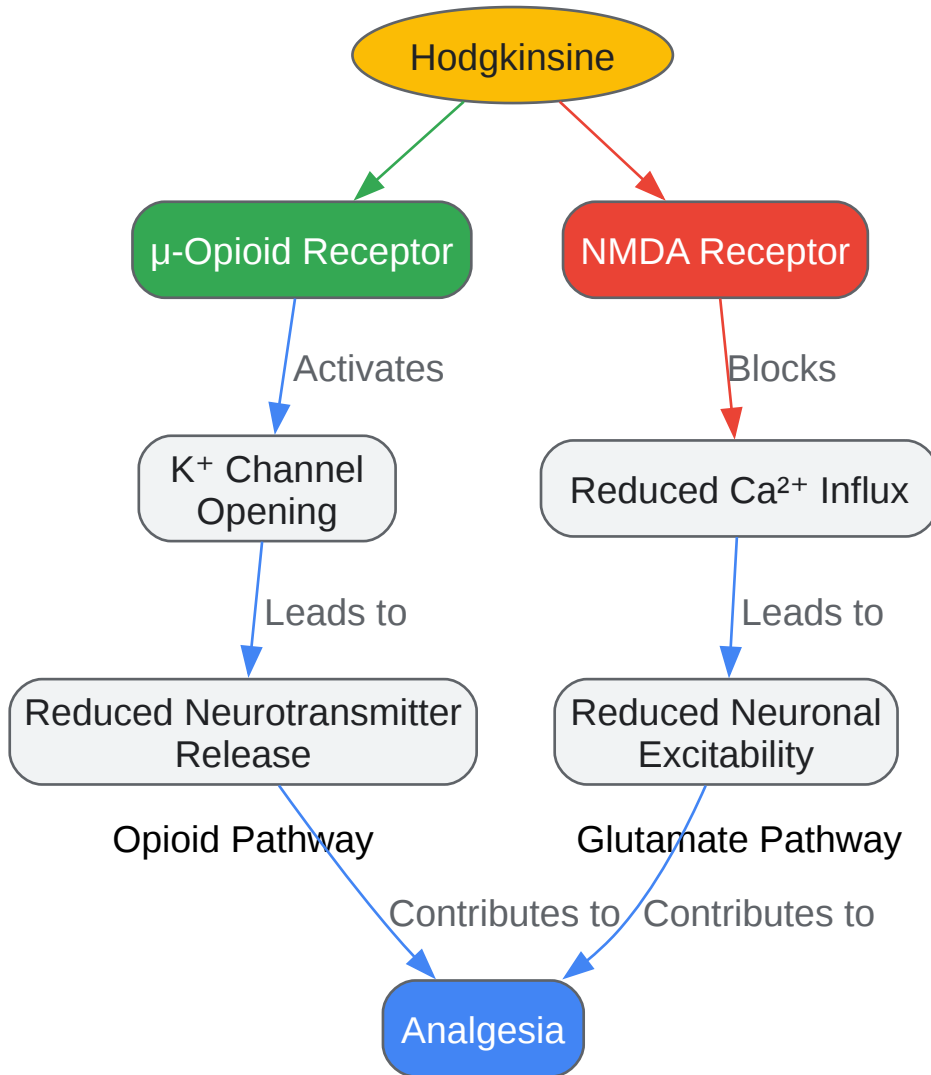 Hodgkinsine
μ-Opioid Receptor
NMDA Receptor
Activates
Blocks
K⁺ Channel
Opening
Reduced Ca²⁺ Influx
Leads to
Leads to
Reduced Neurotransmitter
Release
Reduced Neuronal
Excitability
Opioid Pathway
Glutamate Pathway
Contributes to
Contributes to
Analgesia